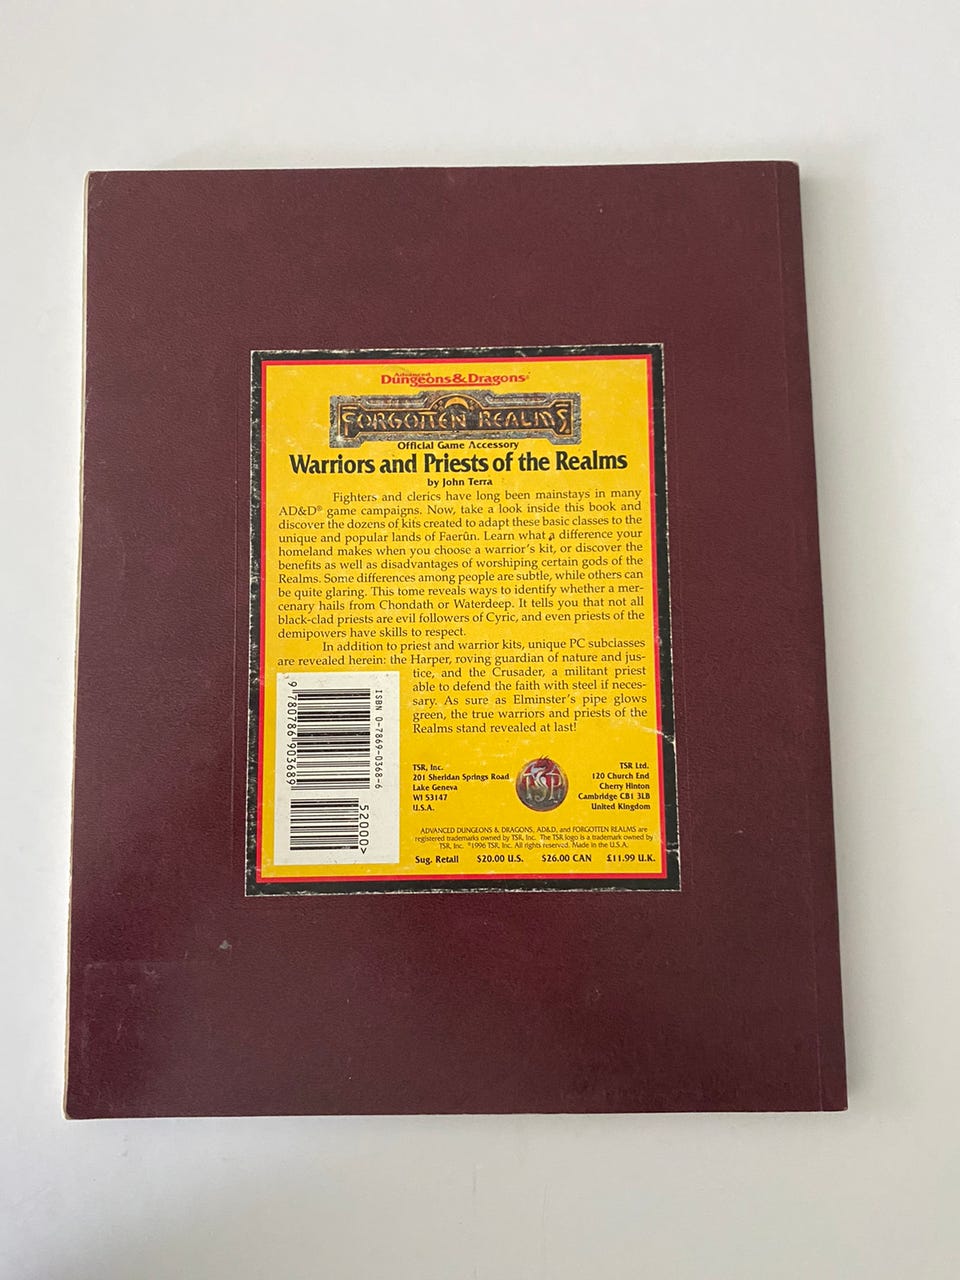 Advanced
Dungeons & Dragons®
FORGOTTEN REALMS
Official Game Accessory
Warriors and Priests of the Realms
by John Terra
Fighters and clerics have long been mainstays in many
AD&D® game campaigns. Now, take a look inside this book and
discover the dozens of kits created to adapt these basic classes to the
unique and popular lands of Faerûn. Learn what a difference your
homeland makes when you choose a warrior's kit, or discover the
benefits as well as disadvantages of worshiping certain gods of the
Realms. Some differences among people are subtle, while others can
be quite glaring. This tome reveals ways to identify whether a mer-
cenary hails from Chondath or Waterdeep. It tells you that not all
black-clad priests are evil followers of Cyric, and even priests of the
demipowers have skills to respect.
In addition to priest and warrior kits, unique PC subclasses
are revealed herein: the Harper, roving guardian of nature and jus-
tice, and the Crusader, a militant priest
able to defend the faith with steel if neces-
sary. As sure as Elminster's pipe glows
green, the true warriors and priests of the
Realms stand revealed at last!
ISBN 0-7869-0368-6
9 780786 903689
52000>
TSR, Inc.
201 Sheridan Springs Road
Lake Geneva
WI 53147
U.S.A.
TSR
TSR Ltd.
120 Church End
Cherry Hinton
Cambridge CB1 3LB
United Kingdom
ADVANCED DUNGEONS & DRAGONS, AD&D, and FORGOTTEN REALMS are
registered trademarks owned by TSR, Inc. The TSR logo is a trademark owned by
TSR, Inc. ©1996 TSR, Inc. All rights reserved. Made in the U.S.A.
Sug. Retail $20.00 U.S. $26.00 CAN £11.99 U.K.